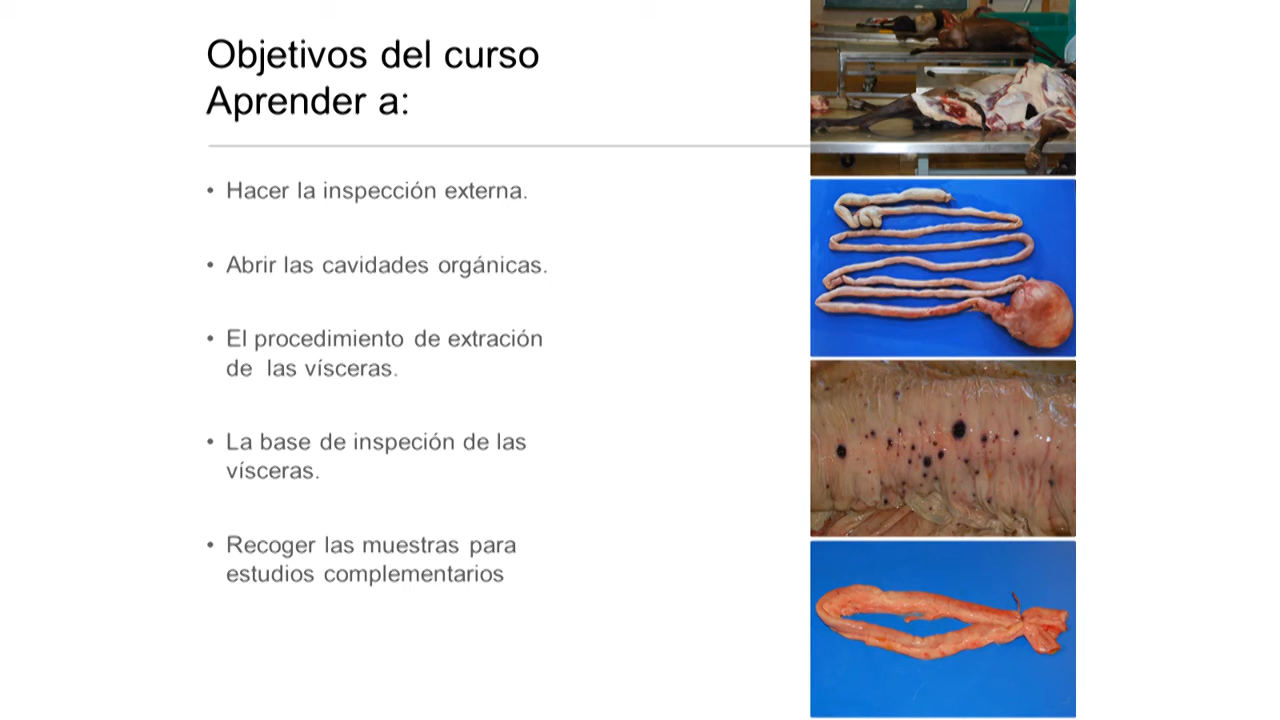 Objetivos del curso
Aprender a:
• Hacer la inspección externa.
• Abrir las cavidades orgánicas.
• El procedimiento de extracción
de las vísceras.
• La base de inspeción de las
vísceras.
• Recoger las muestras para
estudios complementarios